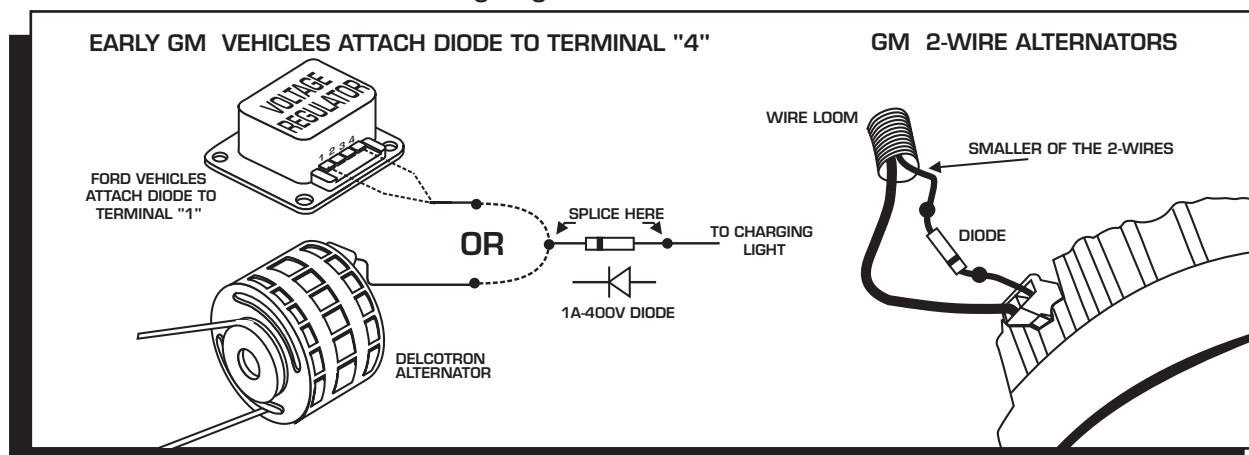 EARLY GM VEHICLES ATTACH DIODE TO TERMINAL "4"
VOLTAGE
REGULATOR
1 2 3 4
FORD VEHICLES
ATTACH DIODE TO
TERMINAL "1"
OR
SPLICE HERE
TO CHARGING
LIGHT
1A-400V DIODE
DELCOTRON
ALTERNATOR
GM 2-WIRE ALTERNATORS
WIRE LOOM
SMALLER OF THE 2-WIRES
DIODE